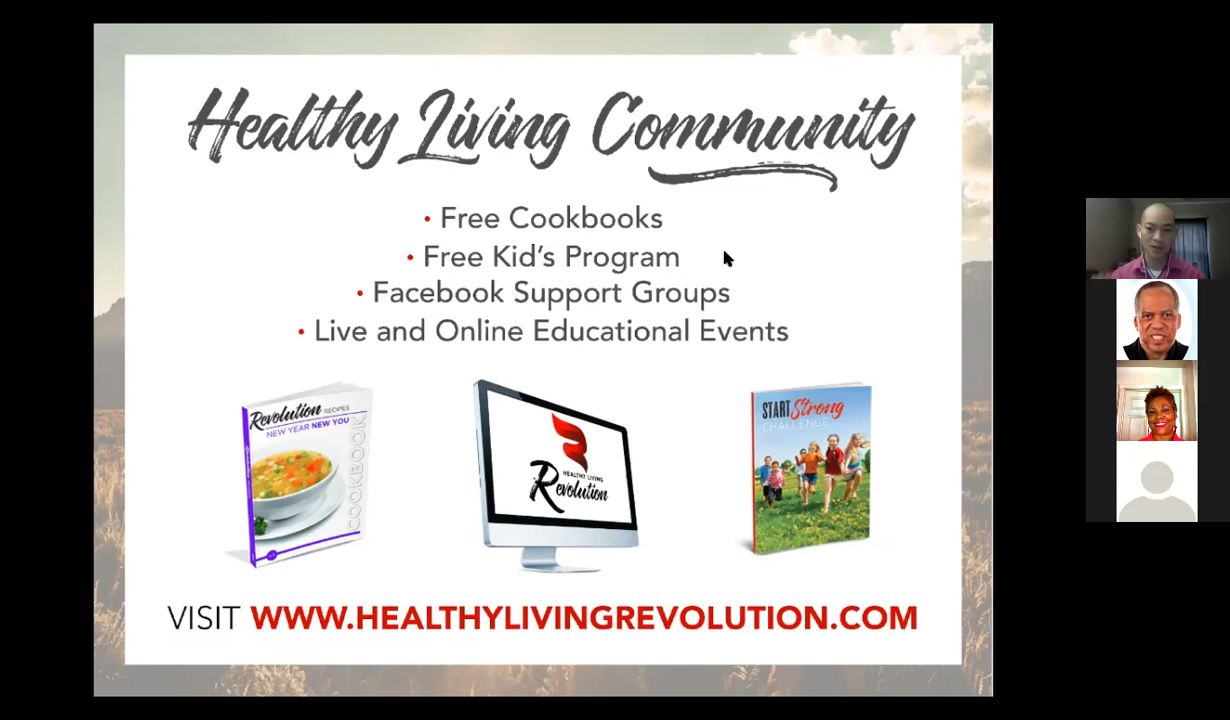 Healthy Living Community
• Free Cookbooks
• Free Kid's Program
• Facebook Support Groups
• Live and Online Educational Events
Revolution RECIPES
NEW YEAR NEW YOU
COOKBOOK
HEALTHY LIVING
Revolution
START Strong
CHALLENGE
VISIT WWW.HEALTHYLIVINGREVOLUTION.COM